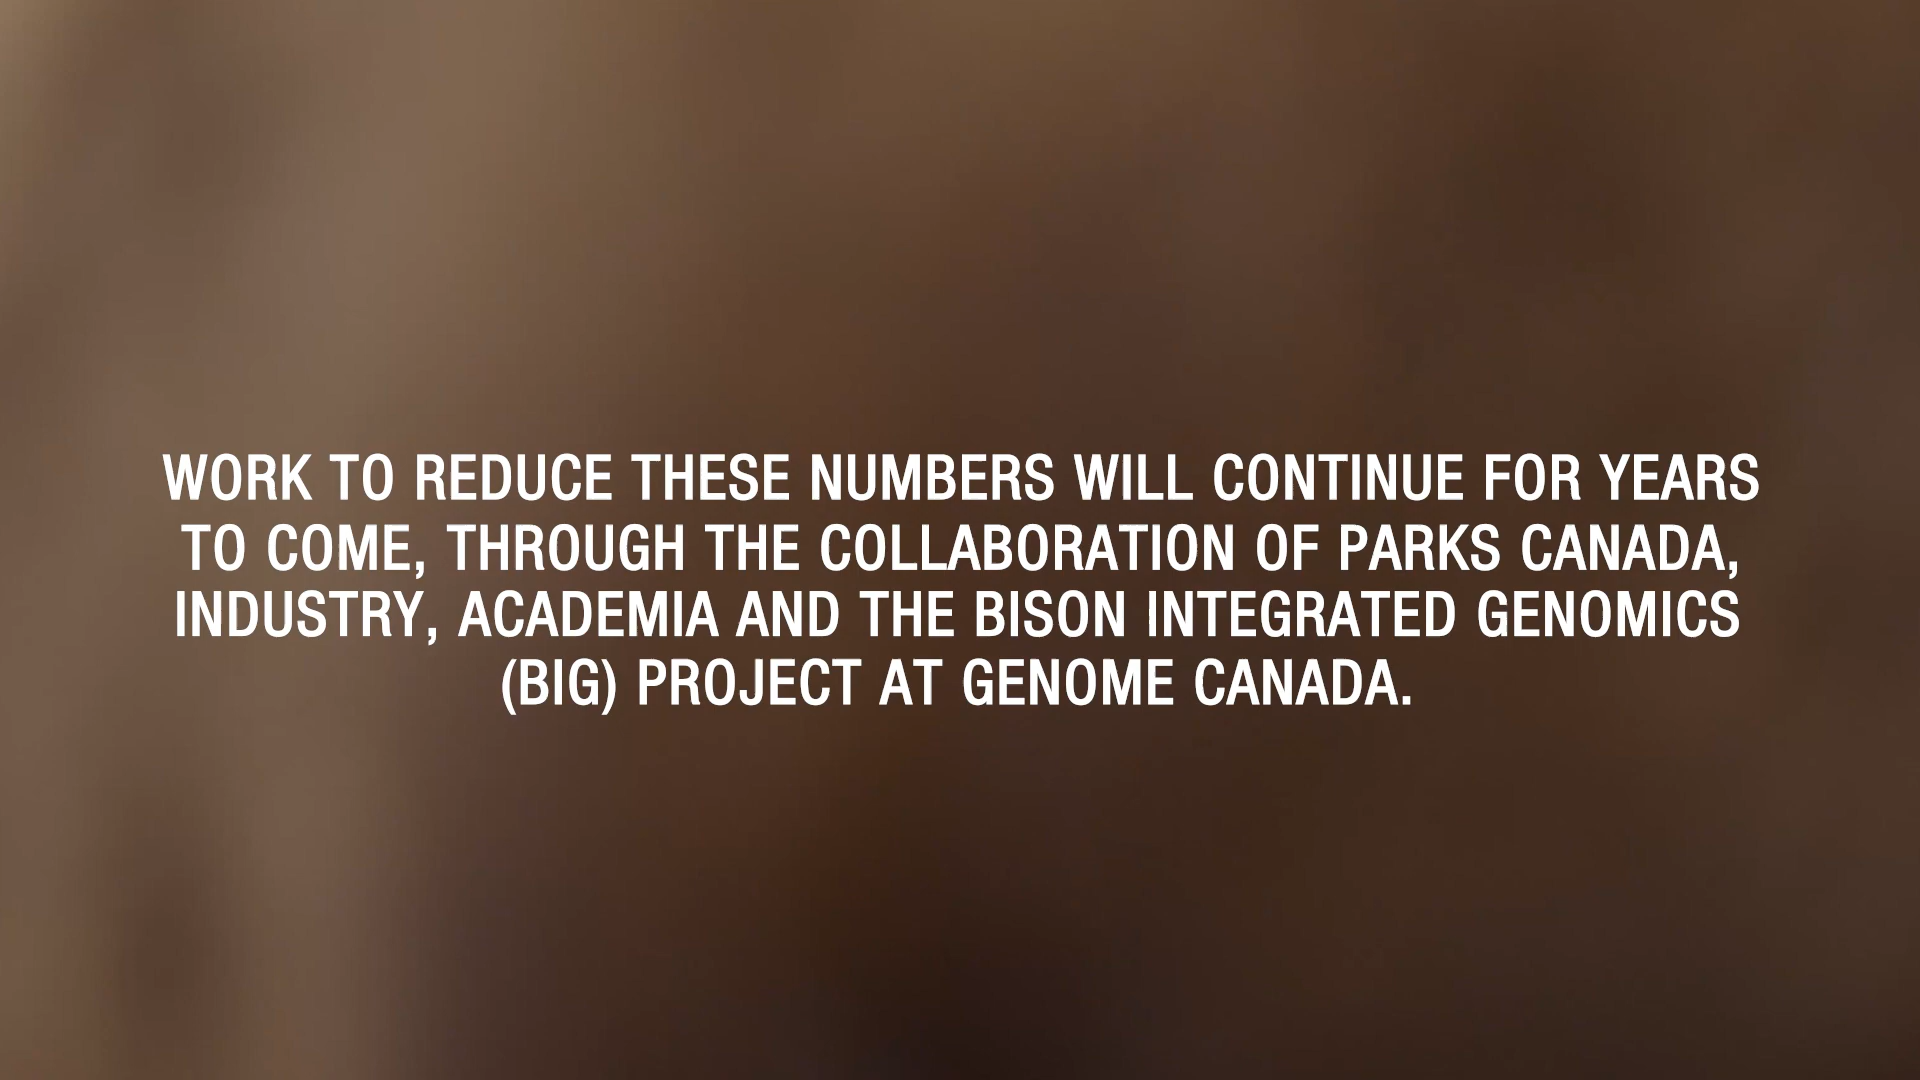 WORK TO REDUCE THESE NUMBERS WILL CONTINUE FOR YEARS
TO COME, THROUGH THE COLLABORATION OF PARKS CANADA,
INDUSTRY, ACADEMIA AND THE BISON INTEGRATED GENOMICS
(BIG) PROJECT AT GENOME CANADA.